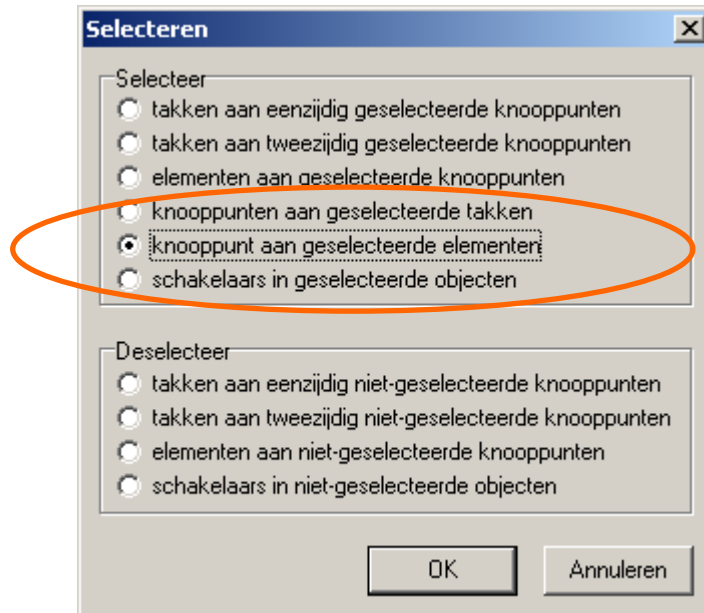 Selecteren
Selecteer
takken aan eenzijdig geselecteerde knooppunten
takken aan tweezijdig geselecteerde knooppunten
elementen aan geselecteerde knooppunten
knooppunten aan geselecteerde takken
knooppunt aan geselecteerde elementen
schakelaars in geselecteerde objecten
Deselecteer
takken aan eenzijdig niet-geselecteerde knooppunten
takken aan tweezijdig niet-geselecteerde knooppunten
elementen aan niet-geselecteerde knooppunten
schakelaars in niet-geselecteerde objecten
OK Annuleren